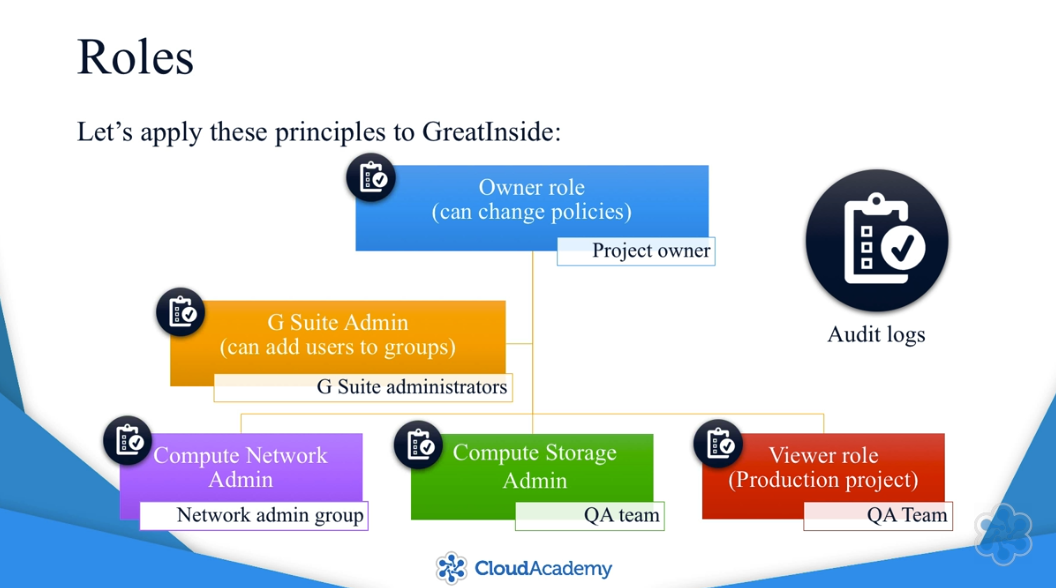 Roles
Let’s apply these principles to GreatInside:
Owner role
(can change policies)
Project owner
Audit logs
G Suite Admin
(can add users to groups)
G Suite administrators
Compute Network
Admin
Network admin group
Compute Storage
Admin
QA team
Viewer role
(Production project)
QA Team
CloudAcademy